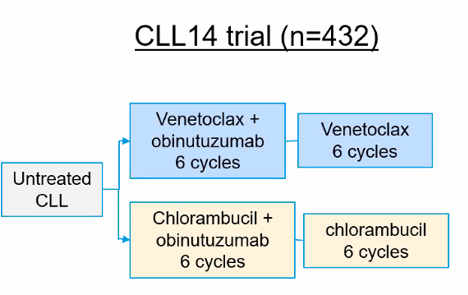 CLL14 trial (n=432)
Untreated
CLL
Venetoclax +
obinutuzumab
6 cycles
Venetoclax
6 cycles
Chlorambucil +
obinutuzumab
6 cycles
chlorambucil
6 cycles